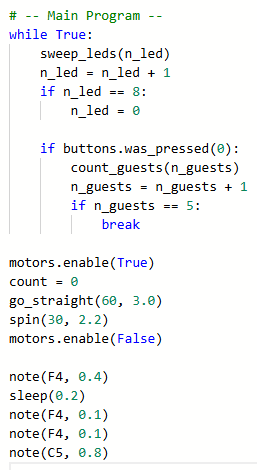 # -- Main Program --
while True:
    sweep_leds(n_led)
    n_led = n_led + 1
    if n_led == 8:
        n_led = 0

    if buttons.was_pressed(0):
        count_guests(n_guests)
        n_guests = n_guests + 1
        if n_guests == 5:
            break

motors.enable(True)
count = 0
go_straight(60, 3.0)
spin(30, 2.2)
motors.enable(False)

note(F4, 0.4)
sleep(0.2)
note(F4, 0.1)
note(F4, 0.1)
note(C5, 0.8)